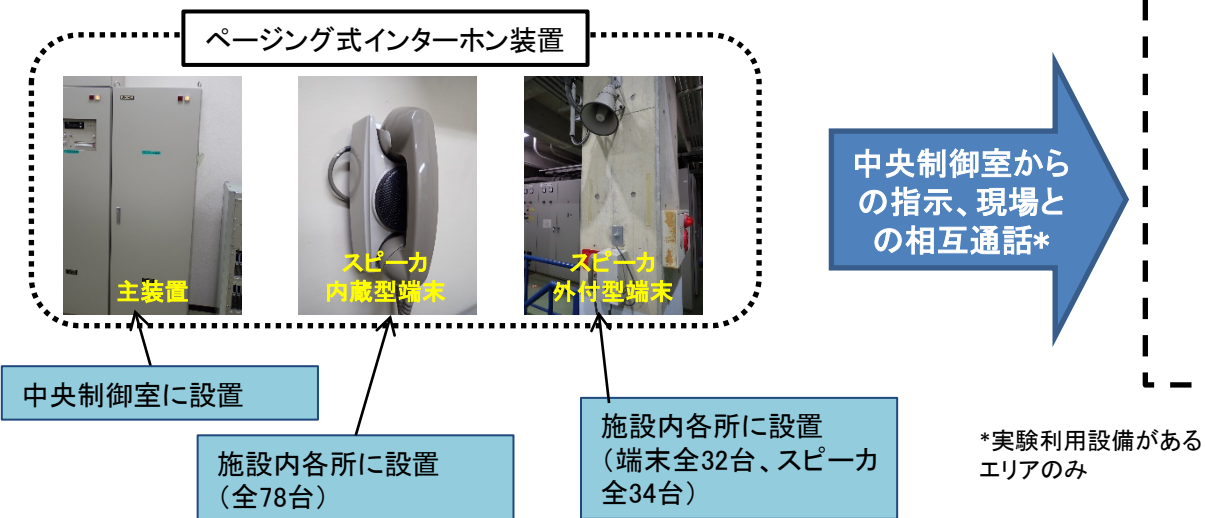 ページング式インターホン装置
主装置
スピーカ
内蔵型端末
スピーカ
外付型端末
中央制御室から
の指示、現場と
の相互通話*
中央制御室に設置
施設内各所に設置
（全78台）
施設内各所に設置
（端末全32台、スピーカ
全34台）
*実験利用設備がある
エリアのみ